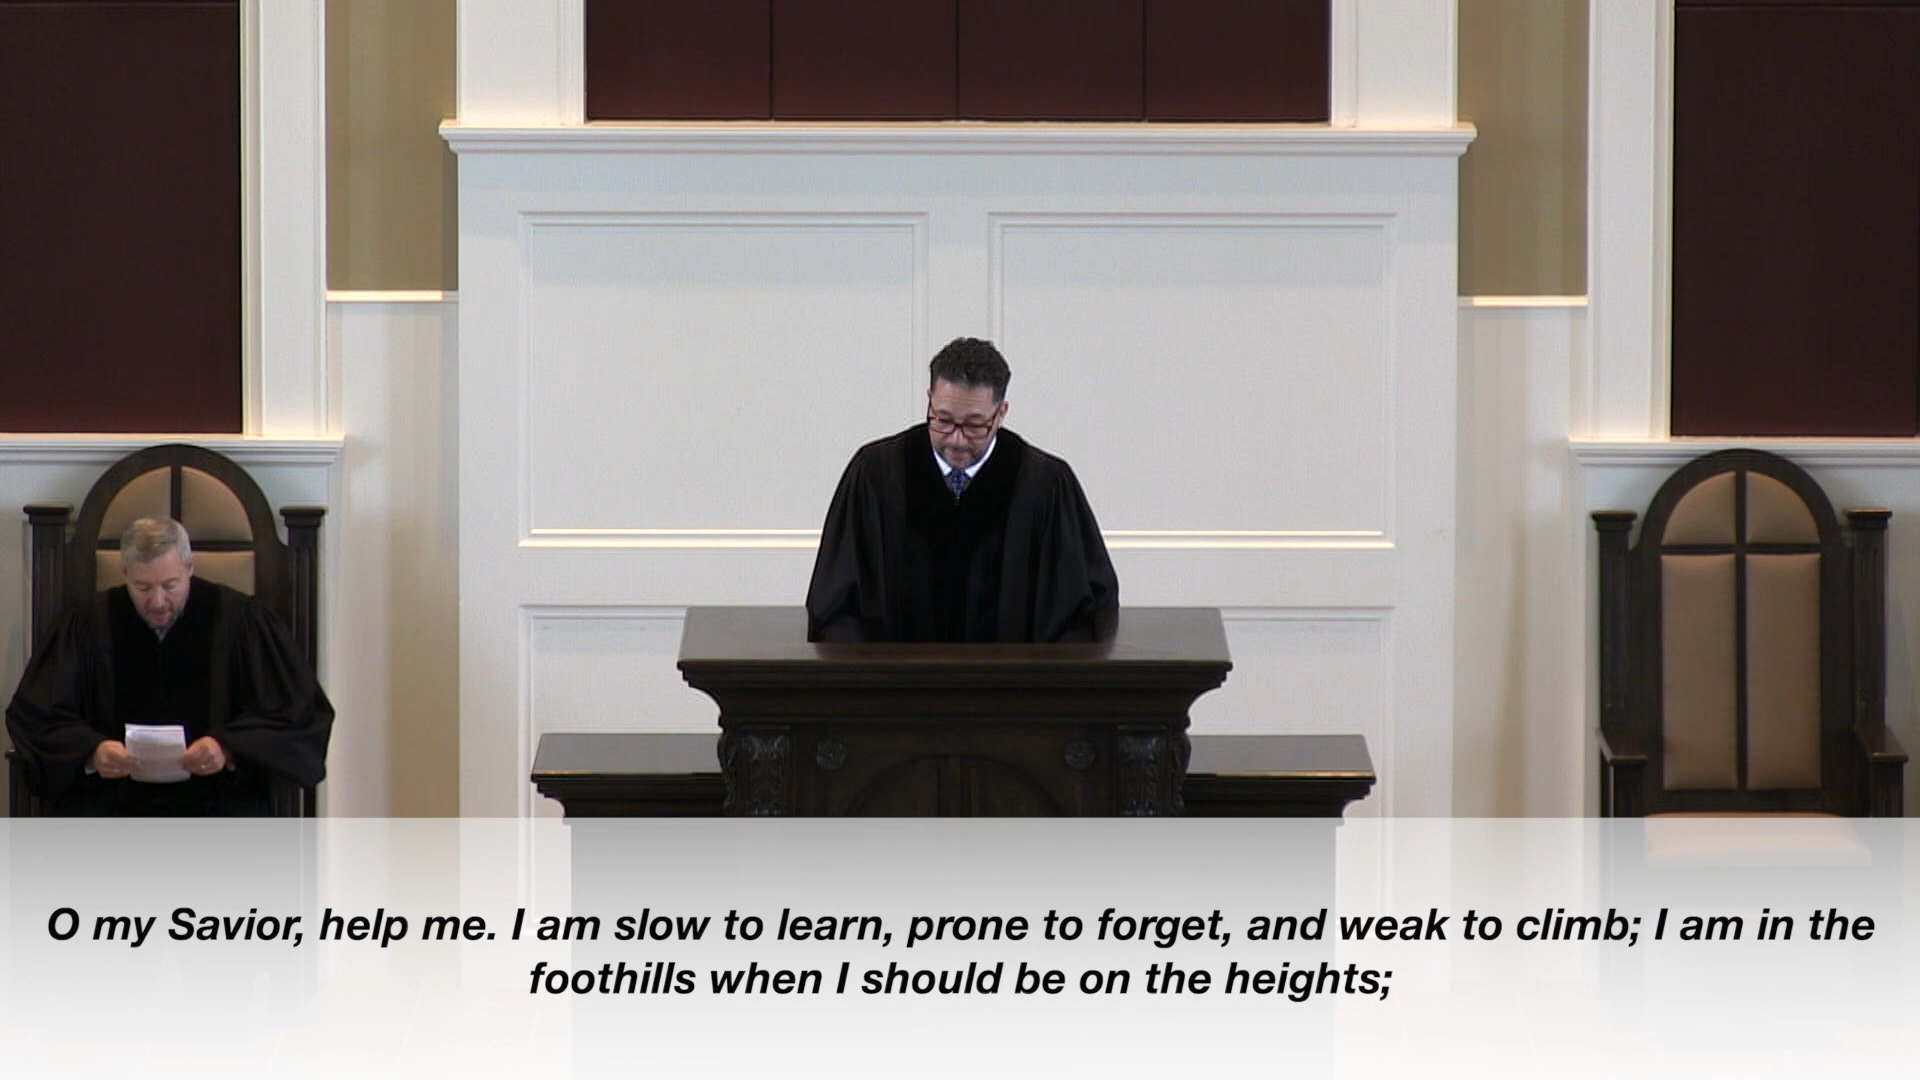 O my Savior, help me. I am slow to learn, prone to forget, and weak to climb; I am in the
foothills when I should be on the heights;